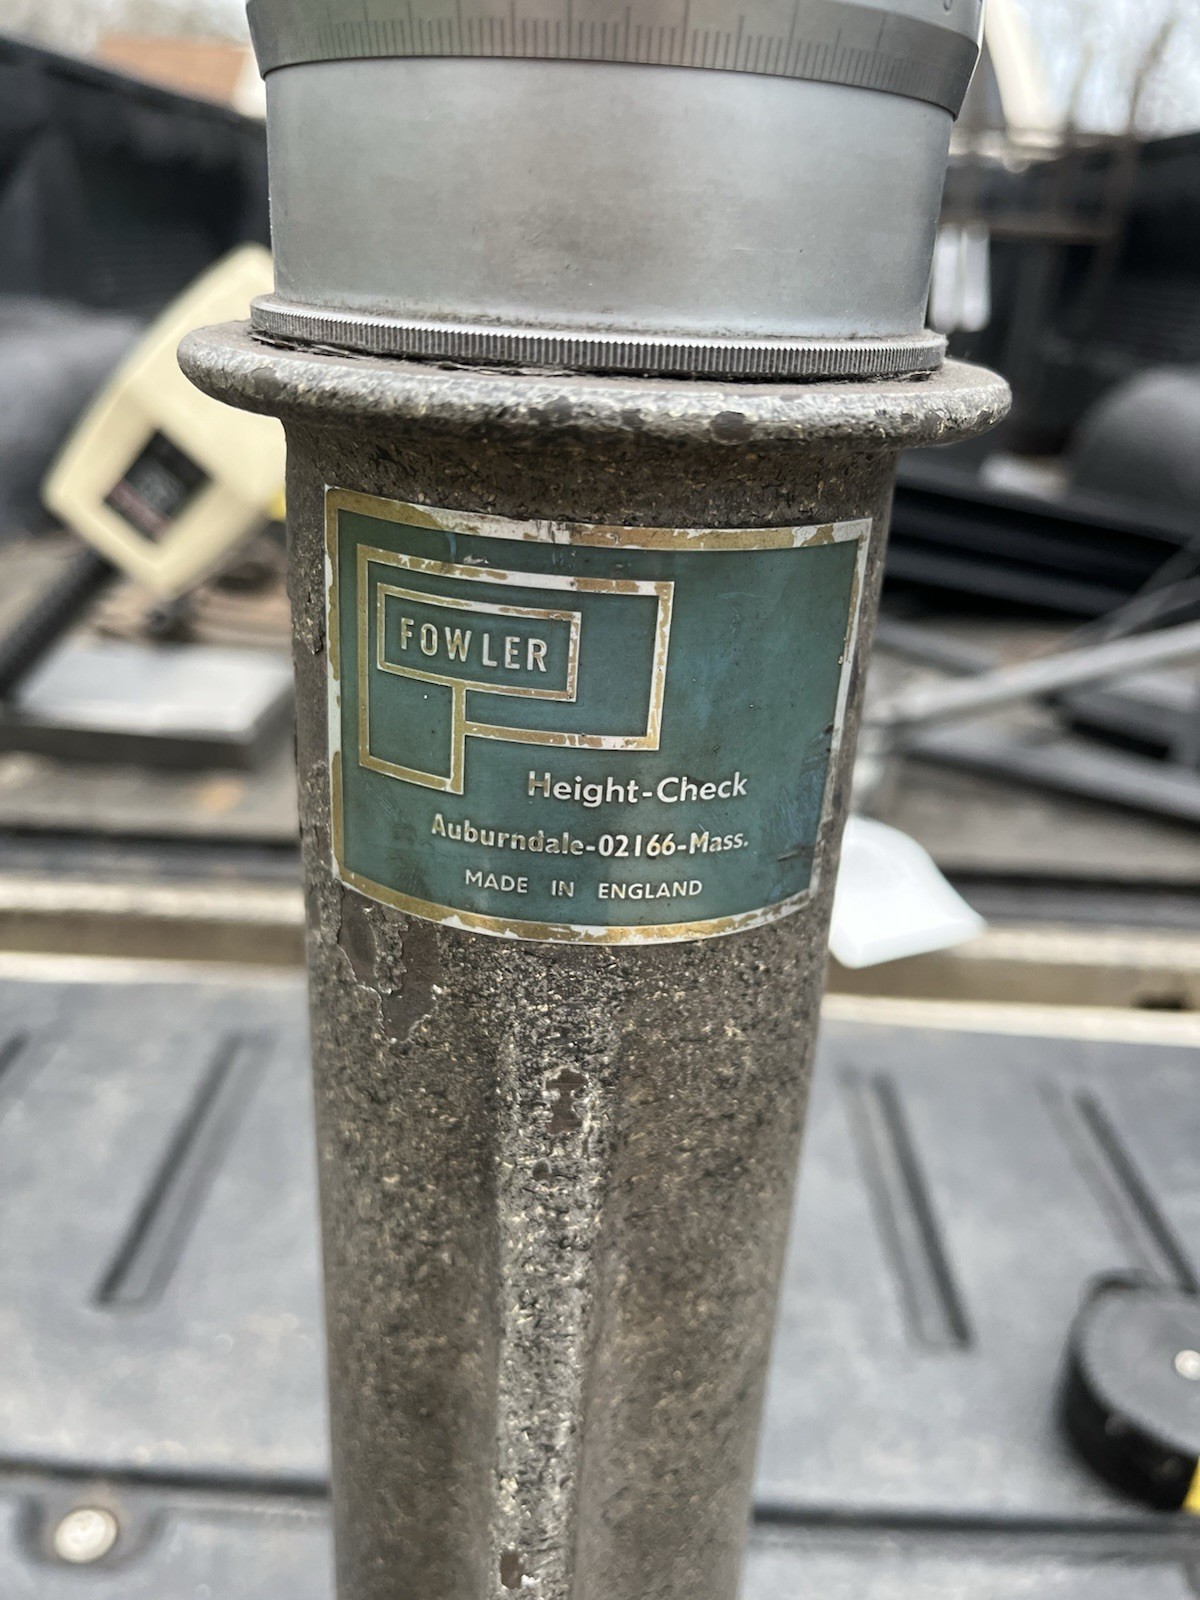 FOWLER
Height-Check
Auburndale-02166-Mass.
MADE IN ENGLAND